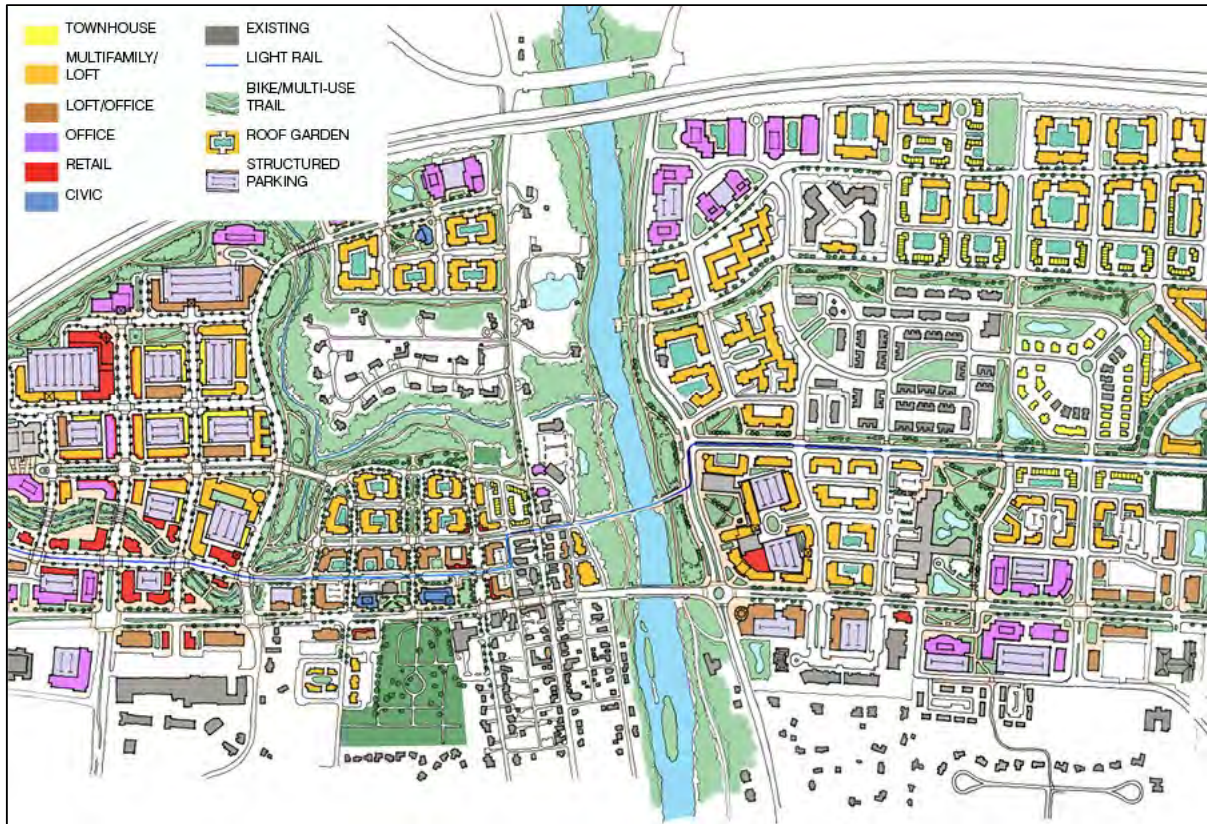 TOWNHOUSE
MULTIFAMILY/
LOFT
LOFT/OFFICE
OFFICE
RETAIL
CIVIC
EXISTING
LIGHT RAIL
BIKE/MULTI-USE
TRAIL
ROOF GARDEN
STRUCTURED
PARKING